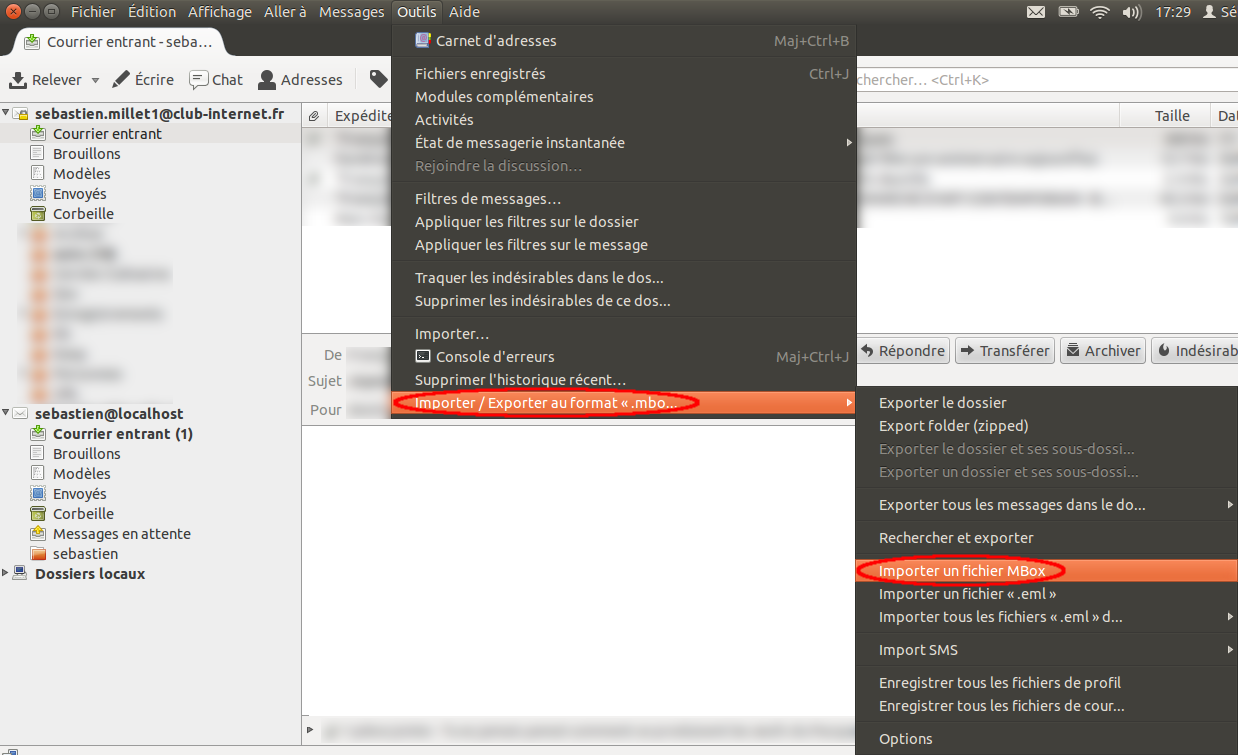 Fichier Édition Affichage Aller à Messages Outils Aide 17:29 Sé
Courrier entrant - seba…
Relever Écrire Chat Adresses
chercher… <Ctrl+K>
Carnet d'adresses Maj+Ctrl+B
Fichiers enregistrés Ctrl+J
Modules complémentaires
Activités
État de messagerie instantanée
Rejoindre la discussion…
Filtres de messages…
Appliquer les filtres sur le dossier
Appliquer les filtres sur le message
Traquer les indésirables dans le dos...
Supprimer les indésirables de ce dos...
Importer…
Console d'erreurs Maj+Ctrl+J
Supprimer l'historique récent…
Importer / Exporter au format « .mbo...
sebastien.millet1@club-internet.fr
Courrier entrant
Brouillons
Modèles
Envoyés
Corbeille
sebastien@localhost
Courrier entrant (1)
Brouillons
Modèles
Envoyés
Corbeille
Messages en attente
sebastien
Dossiers locaux
Expédite Taille Dat
De
Sujet
Pour
Répondre Transférer Archiver Indésirab
Exporter le dossier
Export folder (zipped)
Exporter le dossier et ses sous-dossi...
Exporter un dossier et ses sous-dossi...
Exporter tous les messages dans le do...
Rechercher et exporter
Importer un fichier MBox
Importer un fichier « .eml »
Importer tous les fichiers « .eml » d...
Import SMS
Enregistrer tous les fichiers de profil
Enregistrer tous les fichiers de cour...
Options